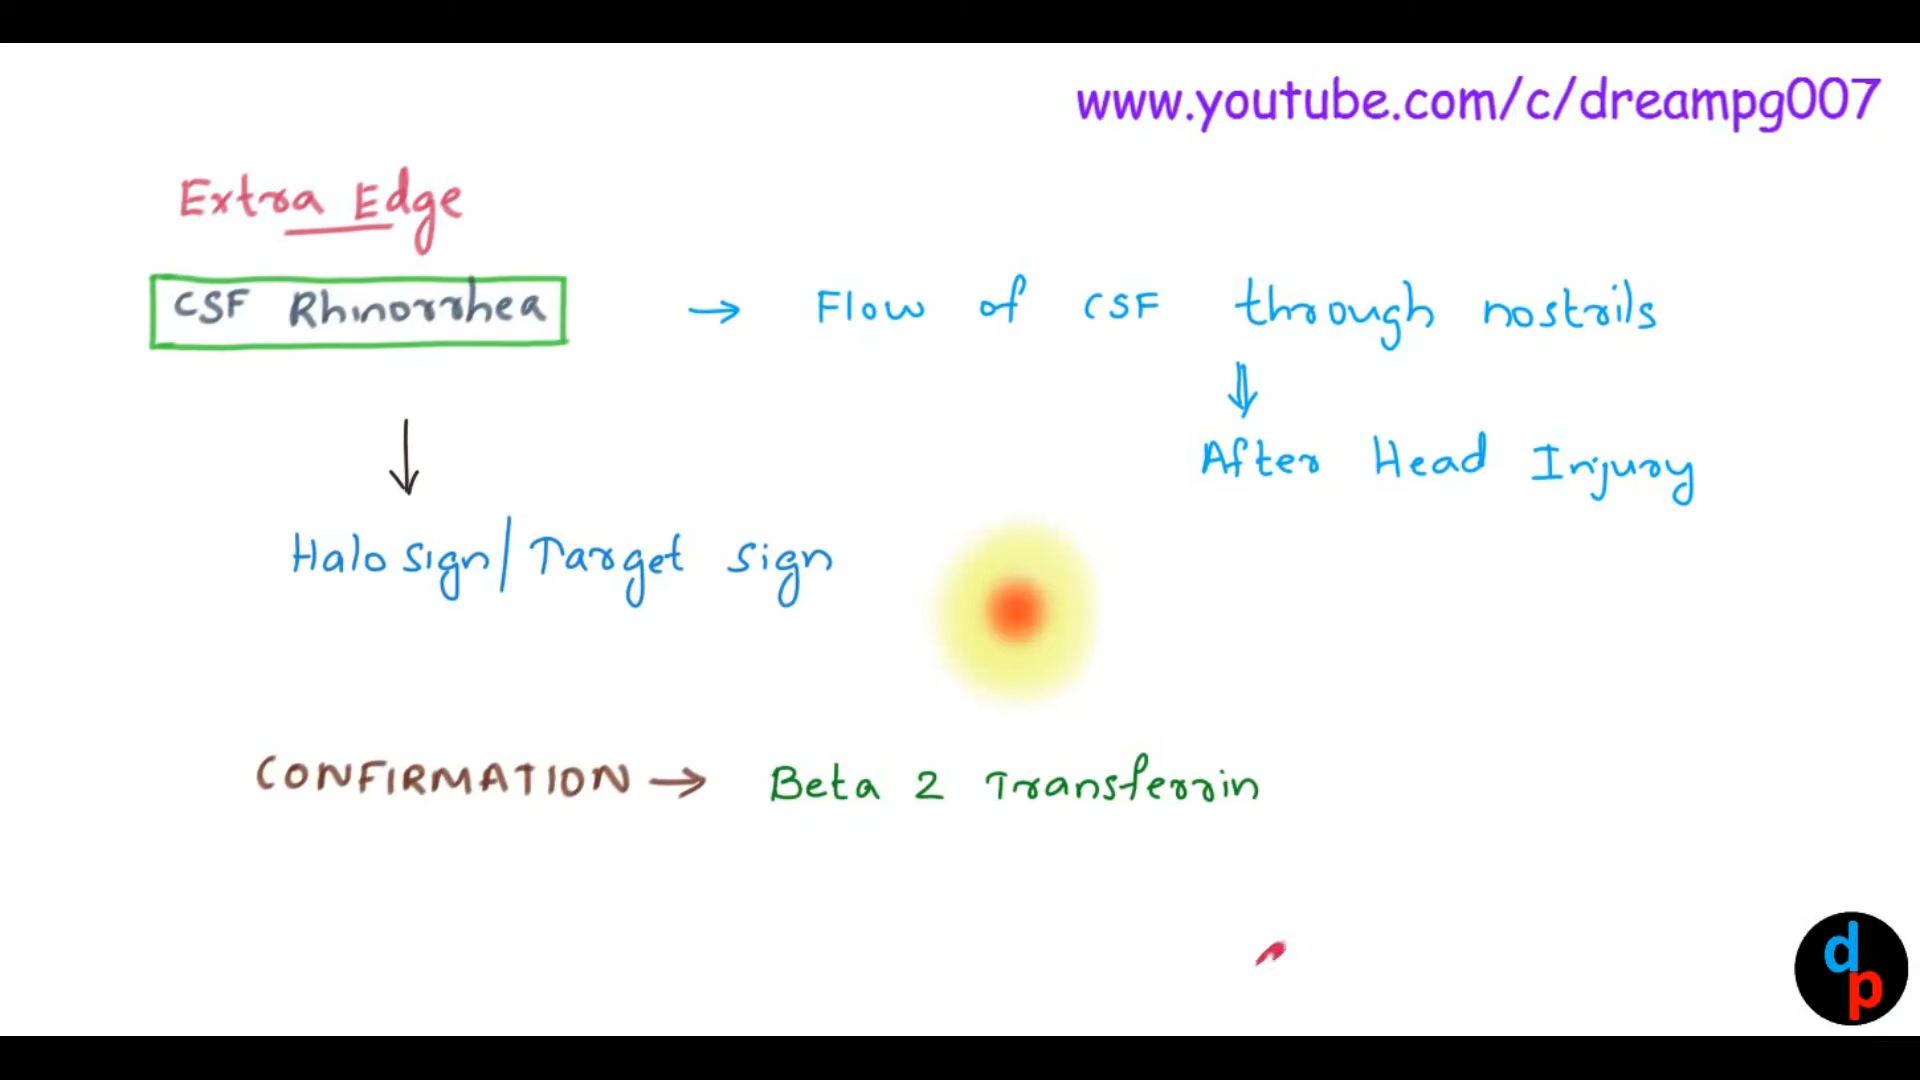 www.youtube.com/c/dreampg007
Extra Edge
CSF Rhinorrhea → Flow of CSF through nostrils
After Head Injury
Halo sign/Target sign
CONFIRMATION → Beta 2 Transferrin
dp